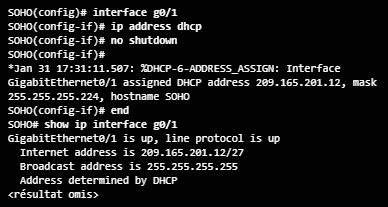 SOHO(config)# interface g0/1
SOHO(config-if)# ip address dhcp
SOHO(config-if)# no shutdown
SOHO(config-if)#
*Jan 31 17:31:11.507: %DHCP-6-ADDRESS_ASSIGN: Interface
GigabitEthernet0/1 assigned DHCP address 209.165.201.12, mask
255.255.255.224, hostname SOHO
SOHO(config-if)# end
SOHO# show ip interface g0/1
GigabitEthernet0/1 is up, line protocol is up
Internet address is 209.165.201.12/27
Broadcast address is 255.255.255.255
Address determined by DHCP
<résultat omis>